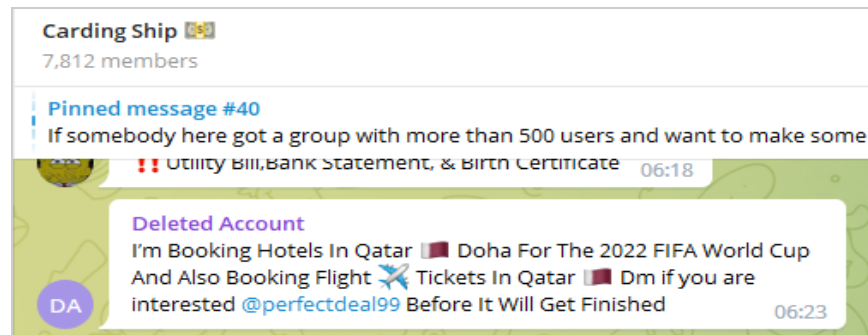 Carding Ship 💵
7,812 members
Pinned message #40
If somebody here got a group with more than 500 users and want to make some
‼️Utility Bill,Bank Statement, & Birth Certificate 06:18
Deleted Account
I'm Booking Hotels In Qatar 🇶🇦 Doha For The 2022 FIFA World Cup
And Also Booking Flight ✈️ Tickets In Qatar 🇶🇦 Dm if you are
DA interested @perfectdeal99 Before It Will Get Finished 06:23